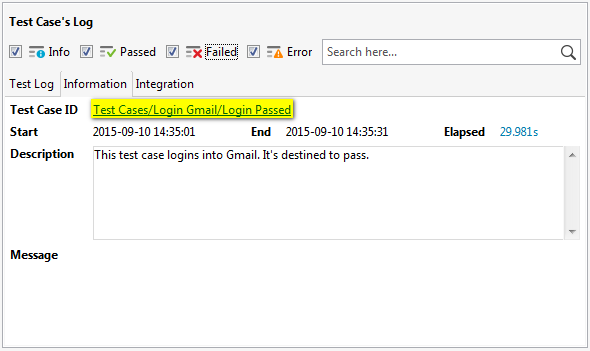 Test Case's Log
Info Passed Failed Error Search here...
Test Log Information Integration
Test Case ID Test Cases/Login Gmail/Login Passed
Start 2015-09-10 14:35:01 End 2015-09-10 14:35:31 Elapsed 29.981s
Description This test case logins into Gmail. It's destined to pass.
Message